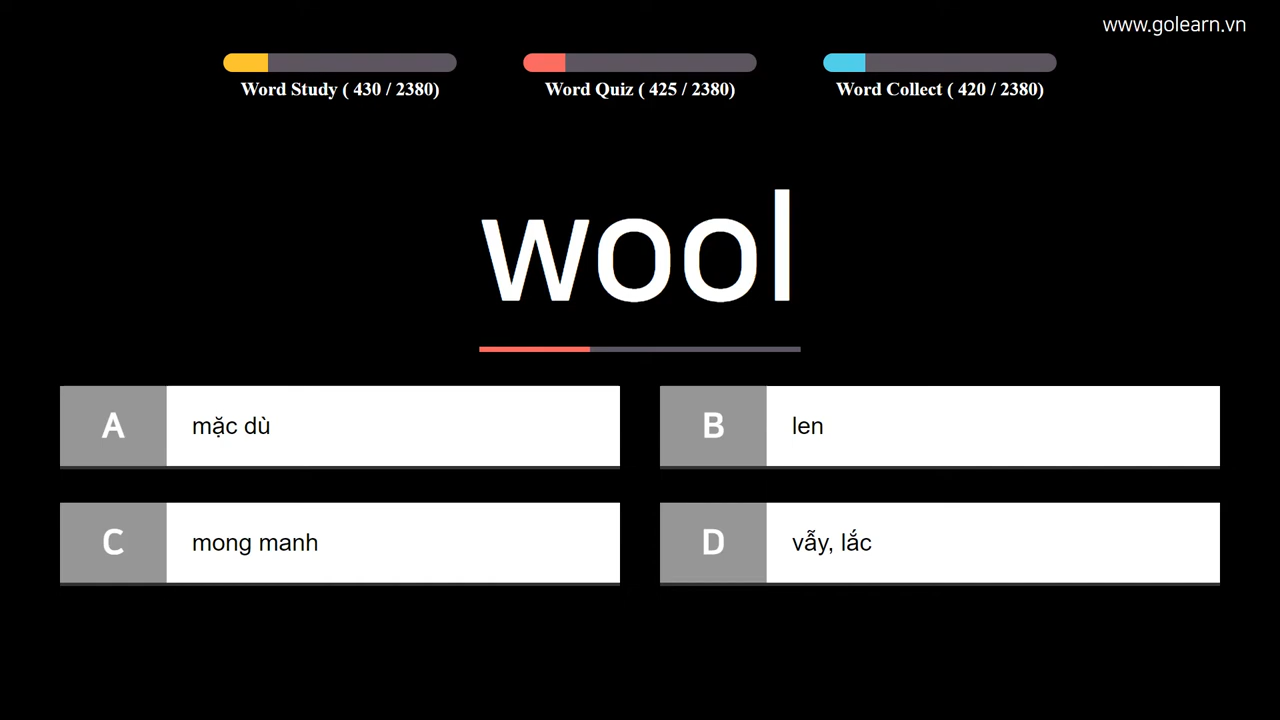 www.golearn.vn
Word Study ( 430 / 2380)
Word Quiz ( 425 / 2380)
Word Collect ( 420 / 2380)
wool
A mặc dù
B len
C mong manh
D vẫy, lắc